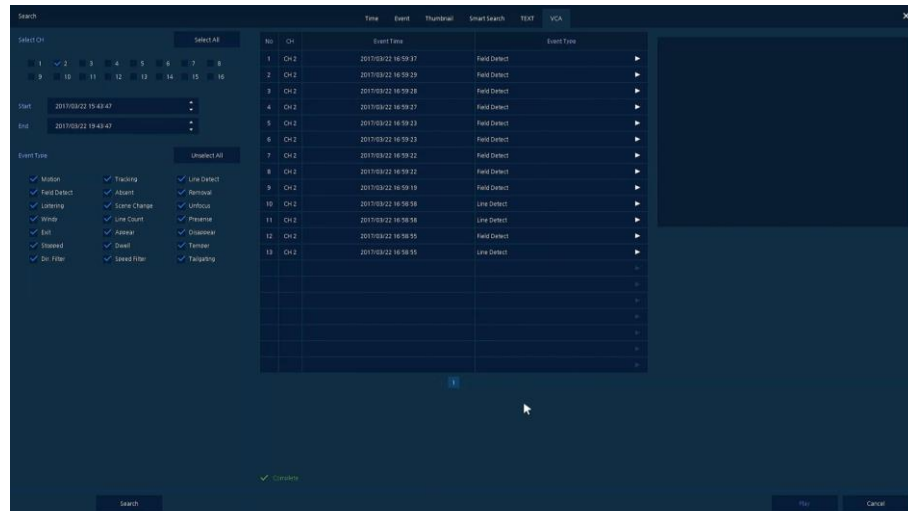 Search
Time Event Thumbnail Smart Search TEXT VCA
Select CH Select All
1 2 3 4 5 6 7 8
9 10 11 12 13 14 15 16
Start 2017/03/22 15:43:47
End 2017/03/22 19:43:47
Event Type Unselect All
Motion Tracking Line Detect
Field Detect Absent Removal
Loitering Scene Change Unfocus
Windy Line Count Presense
Exit Appear Disappear
Stopped Dwell Temper
Dir. Filter Speed Filter Tailgating
No CH Event Time Event Type
1 CH 2 2017/03/22 16:59:37 Field Detect
2 CH 2 2017/03/22 16:59:29 Field Detect
3 CH 2 2017/03/22 16:59:28 Field Detect
4 CH 2 2017/03/22 16:59:27 Field Detect
5 CH 2 2017/03/22 16:59:23 Field Detect
6 CH 2 2017/03/22 16:59:23 Field Detect
7 CH 2 2017/03/22 16:59:22 Field Detect
8 CH 2 2017/03/22 16:59:22 Field Detect
9 CH 2 2017/03/22 16:59:19 Field Detect
10 CH 2 2017/03/22 16:58:58 Line Detect
11 CH 2 2017/03/22 16:58:58 Line Detect
12 CH 2 2017/03/22 16:58:55 Field Detect
13 CH 2 2017/03/22 16:58:55 Line Detect
1
Complete
Search Play Cancel